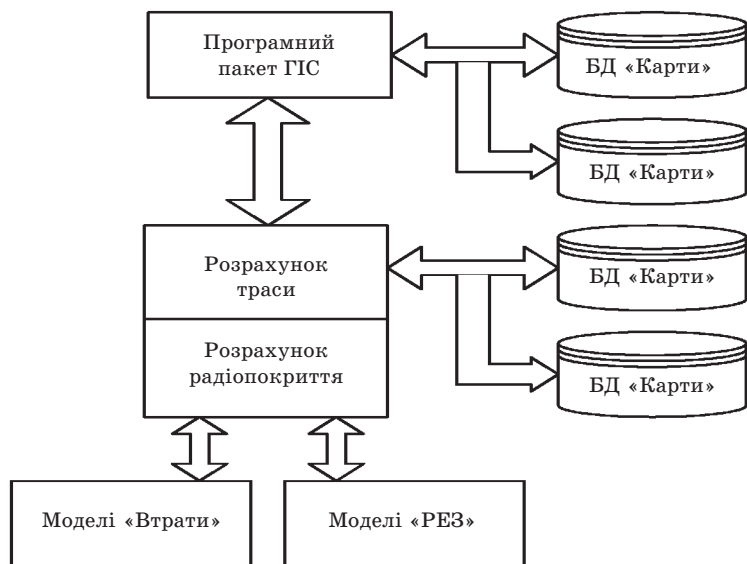 Програмний
пакет ГІС
БД «Карти»
БД «Карти»
Розрахунок
траси
БД «Карти»
Розрахунок
радіопокриття
БД «Карти»
Моделі «Втрати»
Моделі «РЕЗ»